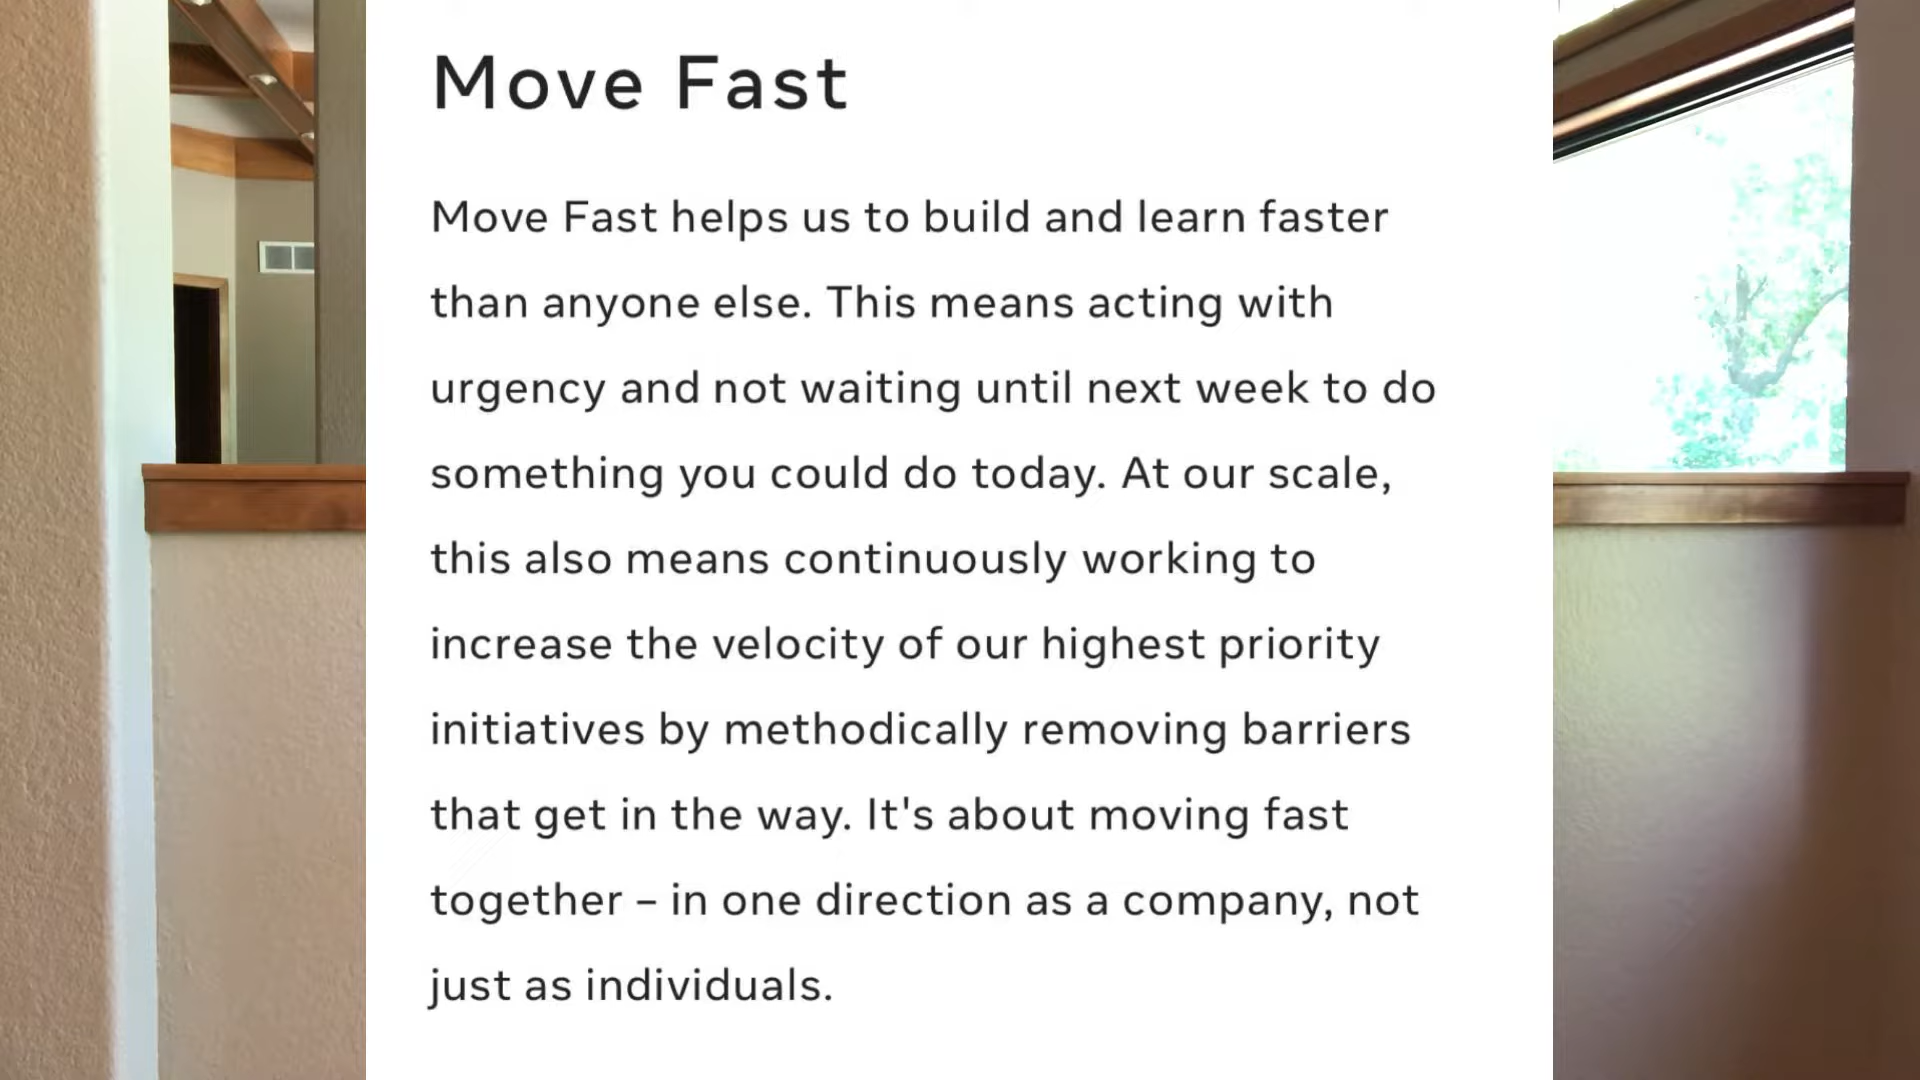 Move Fast
Move Fast helps us to build and learn faster
than anyone else. This means acting with
urgency and not waiting until next week to do
something you could do today. At our scale,
this also means continuously working to
increase the velocity of our highest priority
initiatives by methodically removing barriers
that get in the way. It's about moving fast
together – in one direction as a company, not
just as individuals.